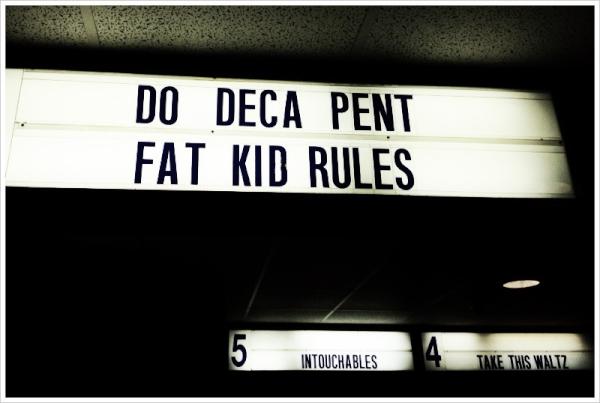 DO DECA PENT
FAT KID RULES
5 INTOUCHABLES
4 TAKE THIS WALTZ